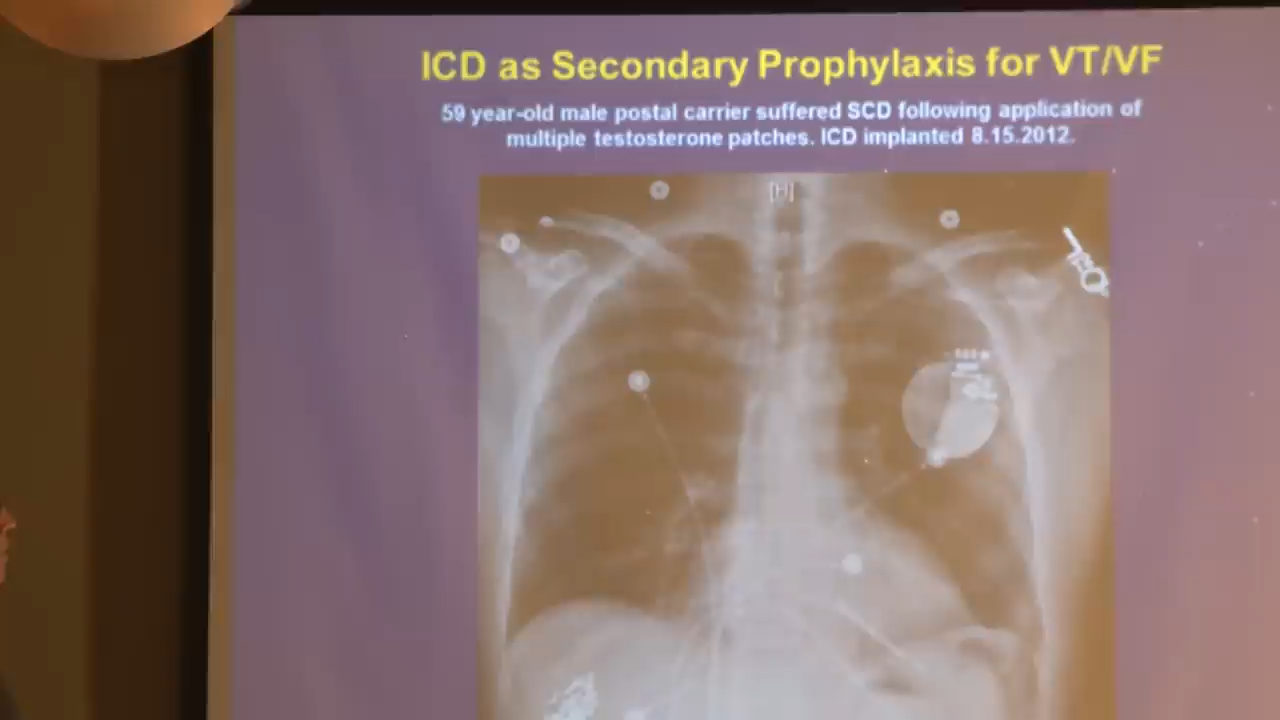 ICD as Secondary Prophylaxis for VT/VF
59 year-old male postal carrier suffered SCD following application of
multiple testosterone patches. ICD implanted 8.15.2012.
[H]